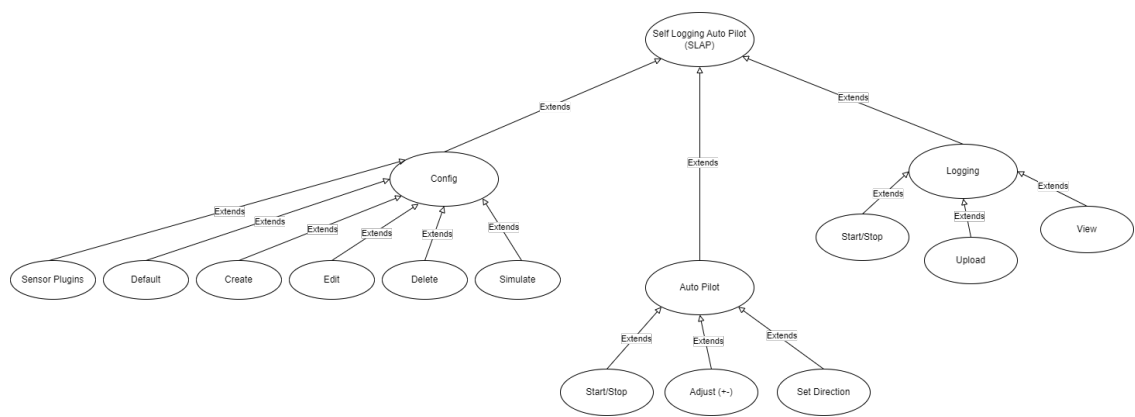 Self Logging Auto Pilot
(SLAP)
Extends
Extends
Extends
Config
Logging
Extends
Extends
Extends
Extends
Extends
Extends
Extends
Extends
Extends
Start/Stop
Upload
View
Sensor Plugins
Default
Create
Edit
Delete
Simulate
Auto Pilot
Extends
Extends
Extends
Start/Stop
Adjust (+-)
Set Direction